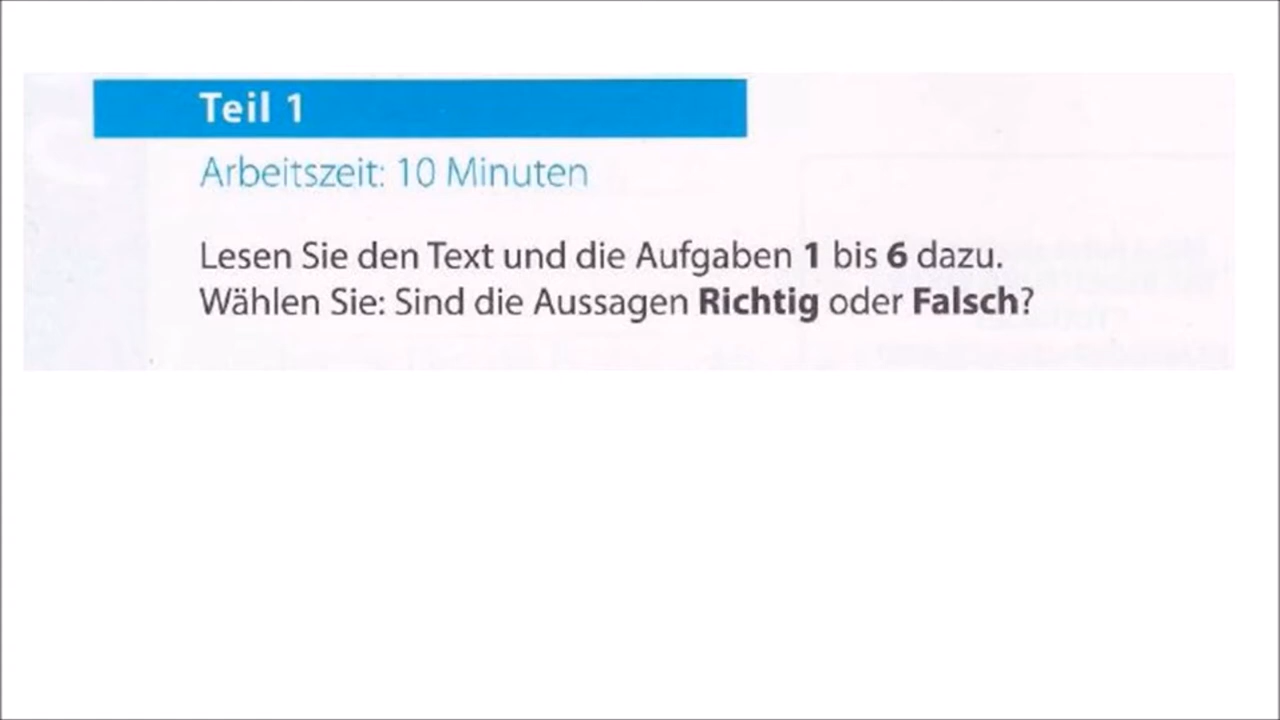 Teil 1
Arbeitszeit: 10 Minuten
Lesen Sie den Text und die Aufgaben 1 bis 6 dazu.
Wählen Sie: Sind die Aussagen Richtig oder Falsch?